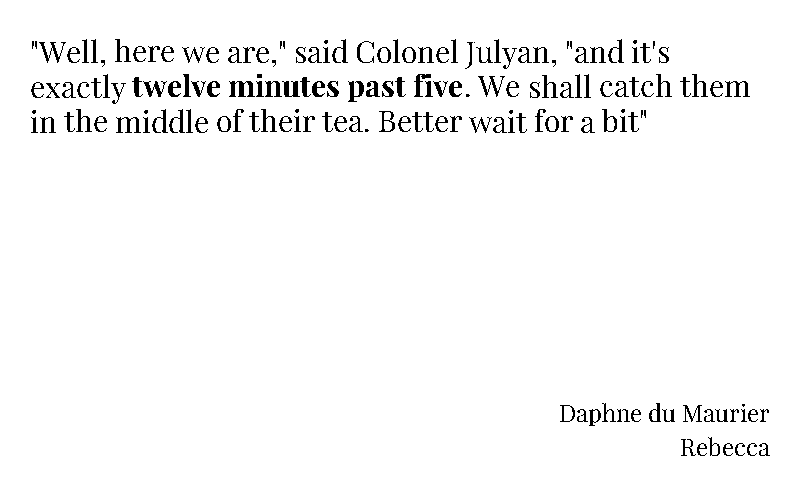 "Well, here we are," said Colonel Julyan, "and it's
exactly twelve minutes past five. We shall catch them
in the middle of their tea. Better wait for a bit"
Daphne du Maurier
Rebecca